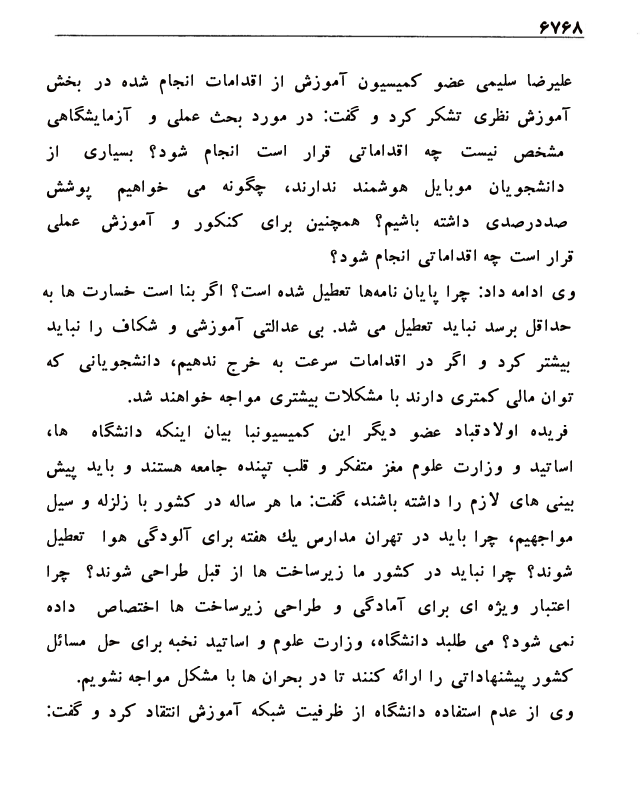 ۶۷۶۸
علیرضا سلیمی عضو کمیسیون آموزش از اقدامات انجام شده در بخش
آموزش نظری تشکر کرد و گفت: در مورد بحث عملی و آزمایشگاهی
مشخص نیست چه اقداماتی قرار است انجام شود؟ بسیاری از
دانشجویان موبایل هوشمند ندارند، چگونه می خواهیم پوشش
صددرصدی داشته باشیم؟ همچنین برای کنکور و آموزش عملی
قرار است چه اقداماتی انجام شود؟
وی ادامه داد: چرا پایان نامه‌ها تعطیل شده است؟ اگر بنا است خسارت ها به
حداقل برسد نباید تعطیل می شد. بی عدالتی آموزشی و شکاف را نباید
بیشتر کرد و اگر در اقدامات سرعت به خرج ندهیم، دانشجویانی که
توان مالی کمتری دارند با مشکلات بیشتری مواجه خواهند شد.
فریده اولادقباد عضو دیگر این کمیسیونبا بیان اینکه دانشگاه ها،
اساتید و وزارت علوم مغز متفکر و قلب تپنده جامعه هستند و باید پیش
بینی های لازم را داشته باشند، گفت: ما هر ساله در کشور با زلزله و سیل
مواجهیم، چرا باید در تهران مدارس یك هفته برای آلودگی هوا تعطیل
شوند؟ چرا نباید در کشور ما زیرساخت ها از قبل طراحی شوند؟ چرا
اعتبار ویژه ای برای آمادگی و طراحی زیرساخت ها اختصاص داده
نمی شود؟ می طلبد دانشگاه، وزارت علوم و اساتید نخبه برای حل مسائل
کشور پیشنهاداتی را ارائه کنند تا در بحران ها با مشکل مواجه نشویم.
وی از عدم استفاده دانشگاه از ظرفیت شبکه آموزش انتقاد کرد و گفت: